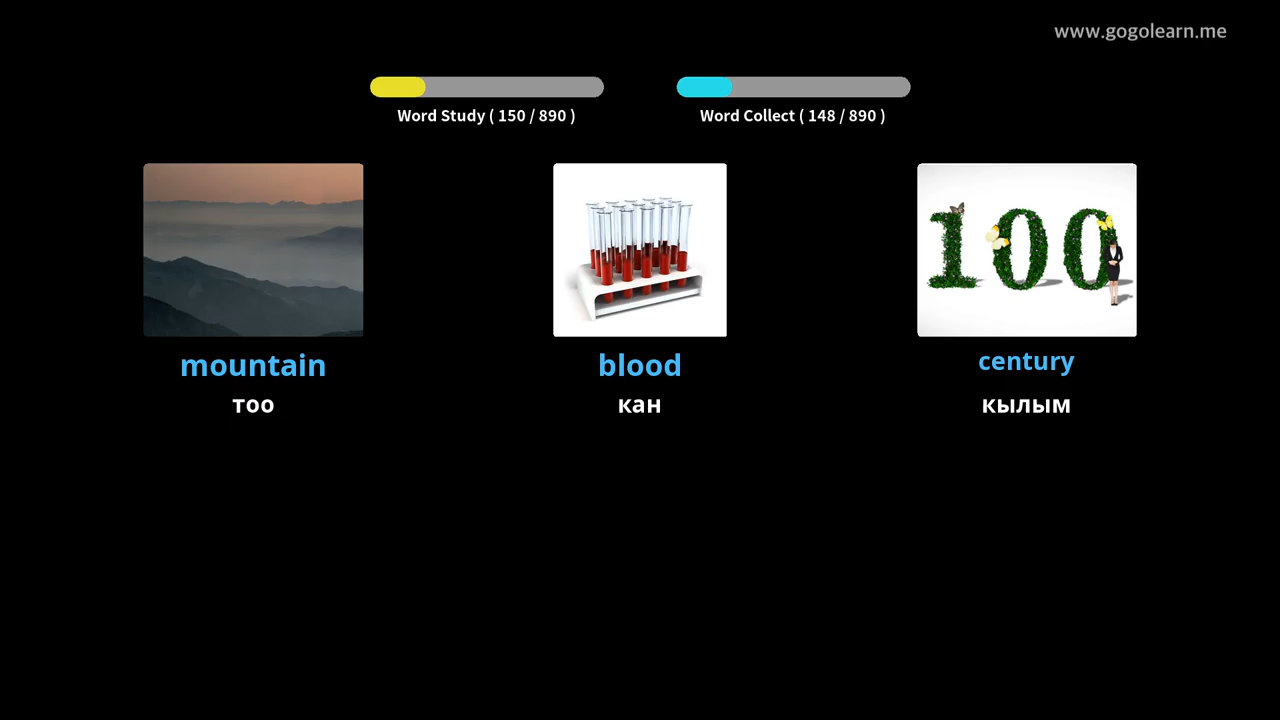 www.gogolearn.me
Word Study ( 150 / 890 )
Word Collect ( 148 / 890 )
100
mountain
blood
century
тоо
кан
кылым